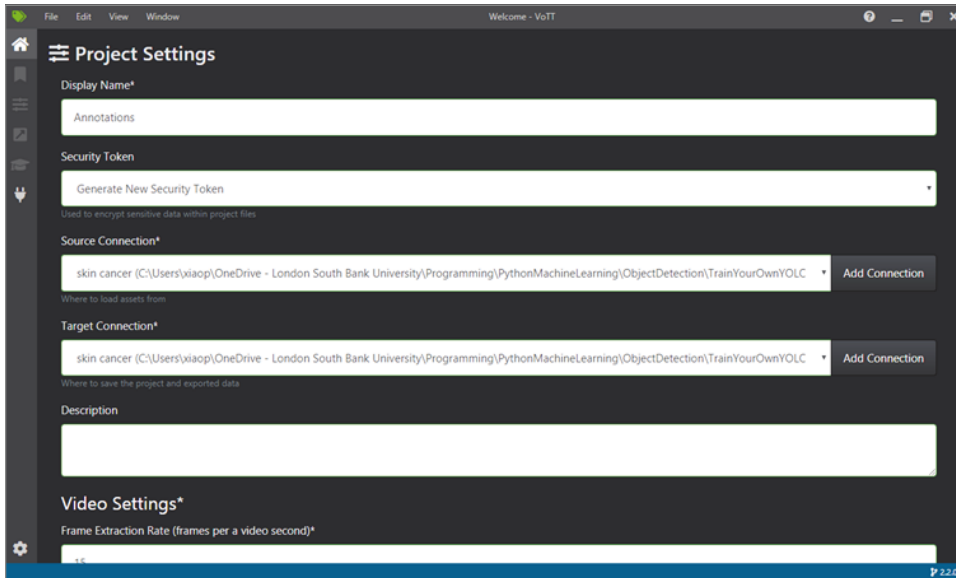 File Edit View Window Welcome - VoTT
Project Settings
Display Name*
Annotations
Security Token
Generate New Security Token
Used to encrypt sensitive data within project files
Source Connection*
skin cancer (C:\Users\xiaop\OneDrive - London South Bank University\Programming\PythonMachineLearning\ObjectDetection\TrainYourOwnYOLC Add Connection
Where to load assets from
Target Connection*
skin cancer (C:\Users\xiaop\OneDrive - London South Bank University\Programming\PythonMachineLearning\ObjectDetection\TrainYourOwnYOLC Add Connection
Where to save the project and exported data
Description
Video Settings*
Frame Extraction Rate (frames per a video second)*
15
2.2.0